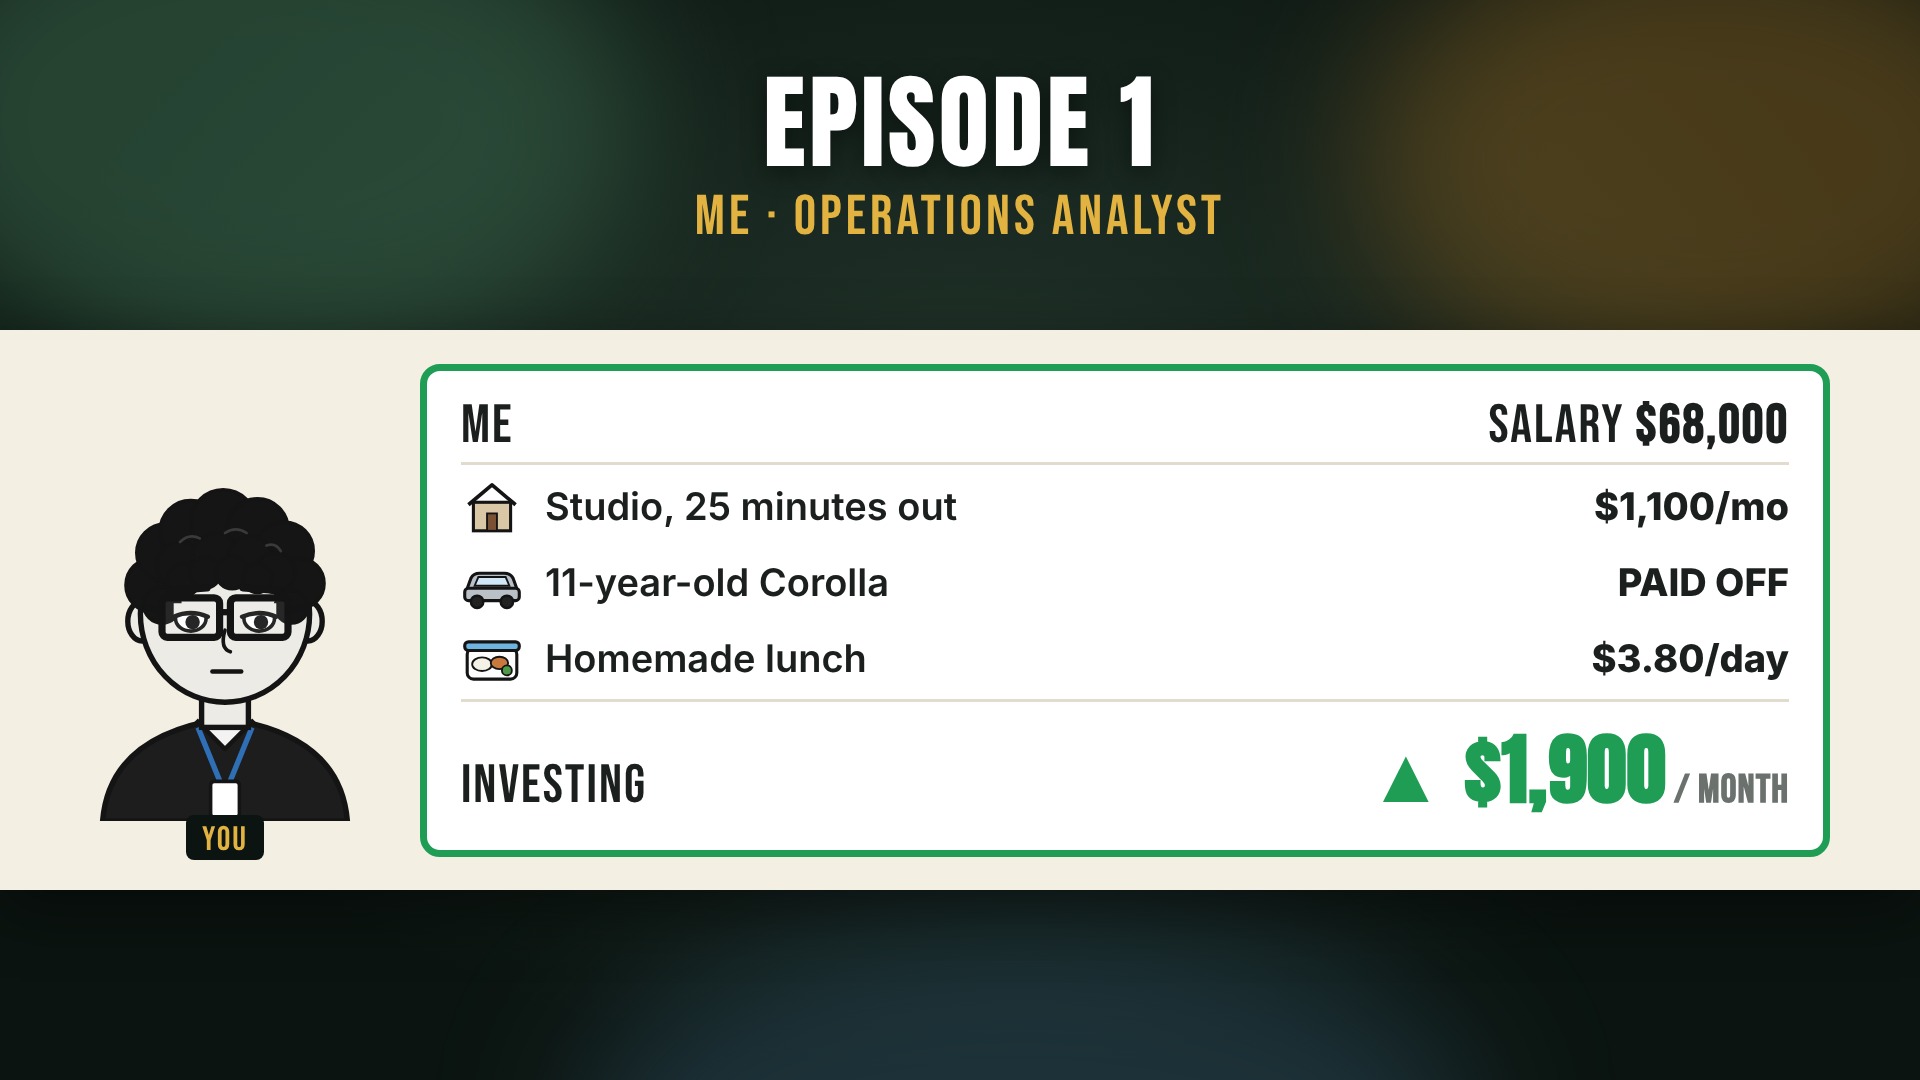 EPISODE 1
ME · OPERATIONS ANALYST
ME SALARY $68,000
Studio, 25 minutes out $1,100/mo
11-year-old Corolla PAID OFF
Homemade lunch $3.80/day
INVESTING ▲ $1,900 / MONTH
YOU